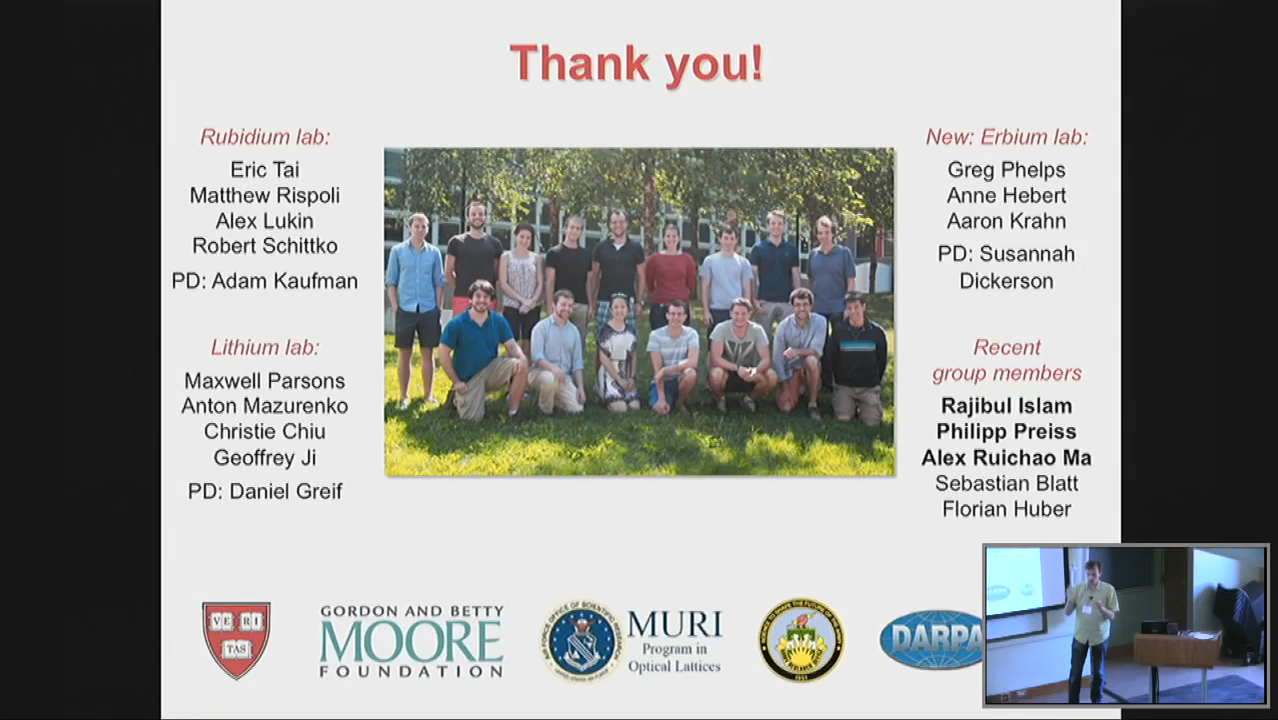 Thank you!
Rubidium lab:
Eric Tai
Matthew Rispoli
Alex Lukin
Robert Schittko
PD: Adam Kaufman
Lithium lab:
Maxwell Parsons
Anton Mazurenko
Christie Chiu
Geoffrey Ji
PD: Daniel Greif
New: Erbium lab:
Greg Phelps
Anne Hebert
Aaron Krahn
PD: Susannah
Dickerson
Recent
group members
Rajibul Islam
Philipp Preiss
Alex Ruichao Ma
Sebastian Blatt
Florian Huber
VE RI
TAS
GORDON AND BETTY
MOORE
FOUNDATION
MURI
Program in
Optical Lattices
DARPA